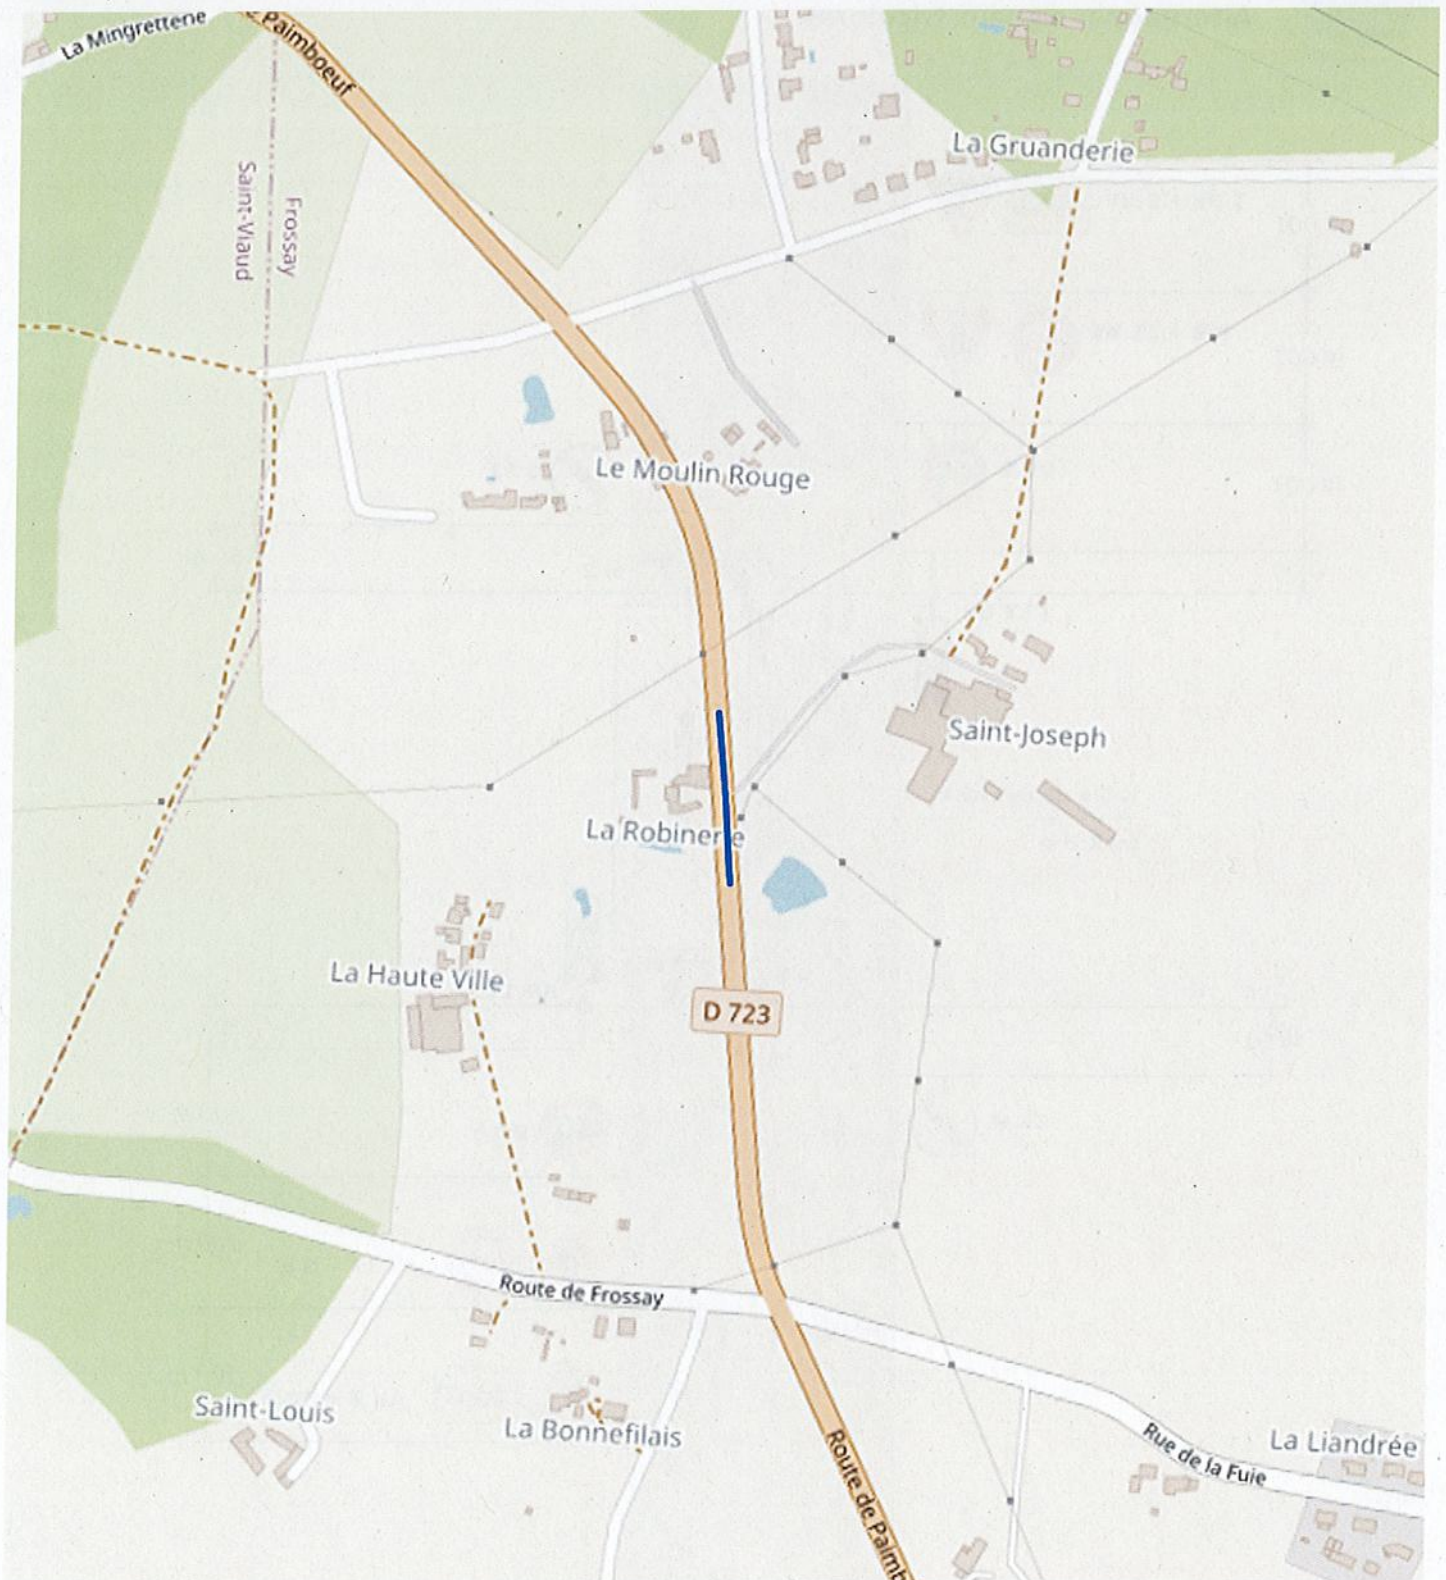 La Mingretterie
Paimboeuf
La Gruanderie
Saint-Viaud
Frossay
Le Moulin Rouge
Saint-Joseph
La Robinerie
La Haute Ville
D 723
Route de Frossay
Saint-Louis
La Bonnefilais
Route de Paimb
Rue de la Fuie
La Liandrée